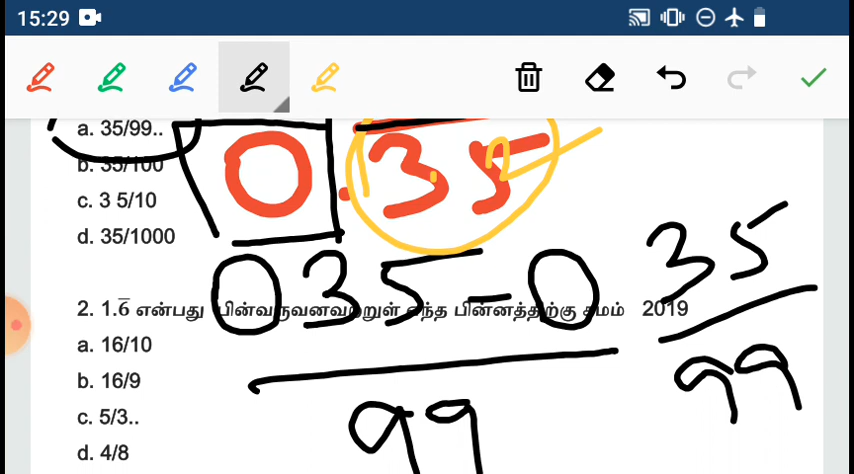 15:29
a. 35/99..
b. 35/100
c. 3 5/10
d. 35/1000
0.35
035-0
99
35
99
2. 1.6̅ என்பது பின்வருவனவற்றுள் எந்த பின்னத்திற்கு சமம் 2019
a. 16/10
b. 16/9
c. 5/3..
d. 4/8